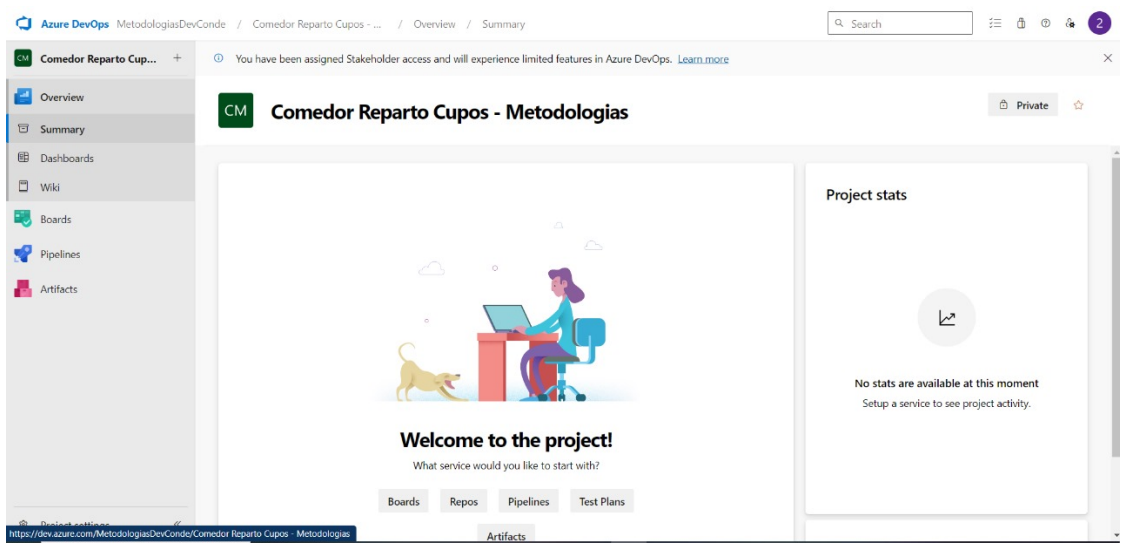 Azure DevOps MetodologiasDevConde / Comedor Reparto Cupos - ... / Overview / Summary
Search
2
CM Comedor Reparto Cup... +
You have been assigned Stakeholder access and will experience limited features in Azure DevOps. Learn more
Overview
Summary
Dashboards
Wiki
Boards
Pipelines
Artifacts
CM Comedor Reparto Cupos - Metodologias
Private
Welcome to the project!
What service would you like to start with?
Boards Repos Pipelines Test Plans
Artifacts
Project stats
No stats are available at this moment
Setup a service to see project activity.
Project settings
https://dev.azure.com/MetodologiasDevConde/Comedor Reparto Cupos - Metodologias